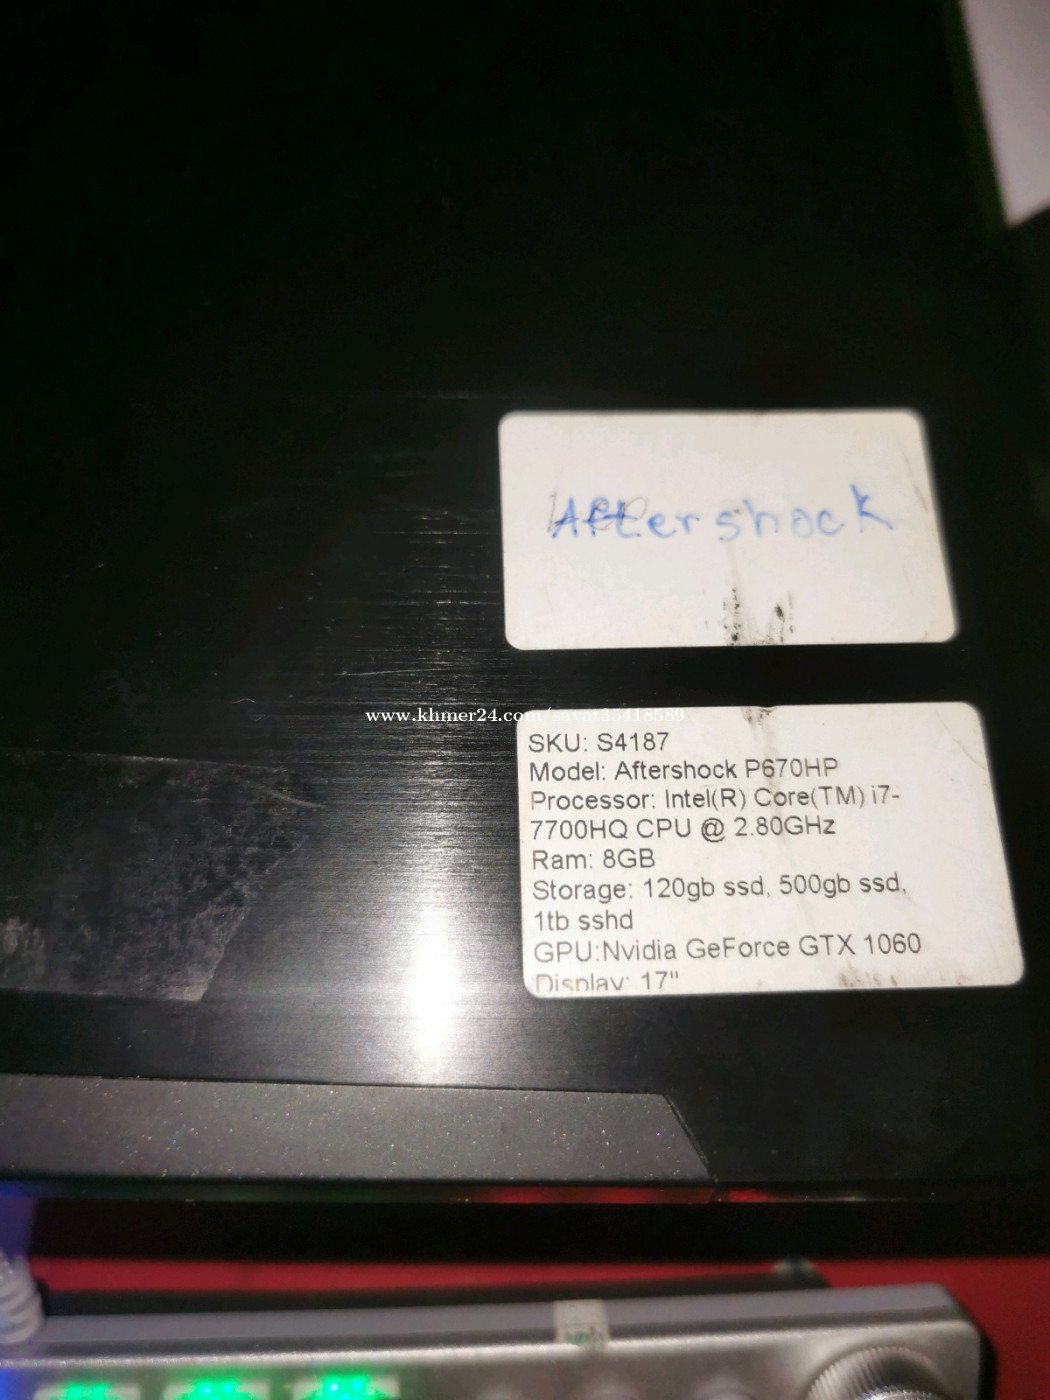 Aftershock
www.khmer24.com/savat35418589
SKU: S4187
Model: Aftershock P670HP
Processor: Intel(R) Core(TM) i7-
7700HQ CPU @ 2.80GHz
Ram: 8GB
Storage: 120gb ssd, 500gb ssd,
1tb sshd
GPU:Nvidia GeForce GTX 1060
Display: 17"